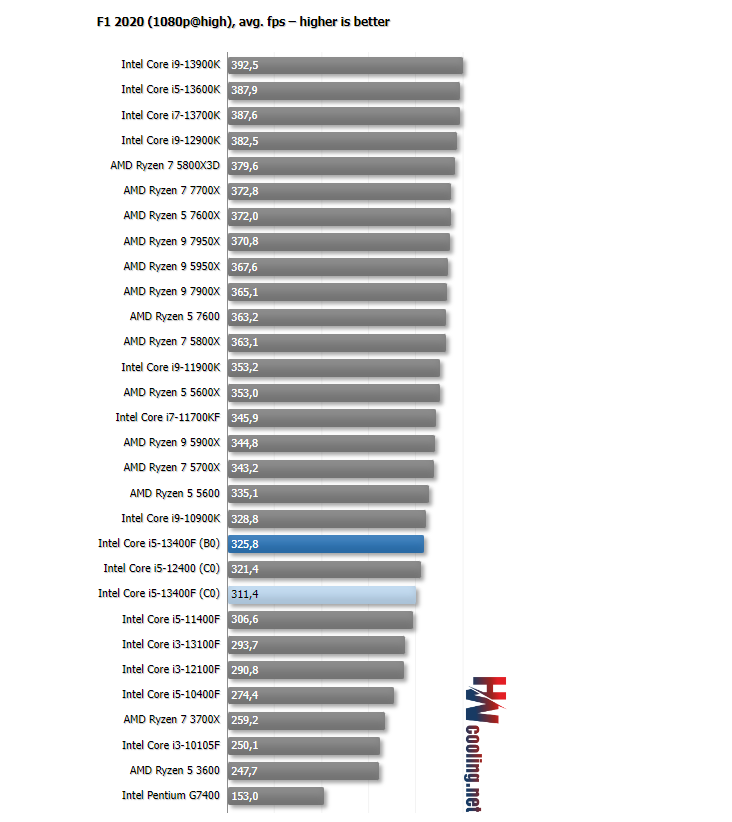 F1 2020 (1080p@high), avg. fps – higher is better
Intel Core i9-13900K 392,5
Intel Core i5-13600K 387,9
Intel Core i7-13700K 387,6
Intel Core i9-12900K 382,5
AMD Ryzen 7 5800X3D 379,6
AMD Ryzen 7 7700X 372,8
AMD Ryzen 5 7600X 372,0
AMD Ryzen 9 7950X 370,8
AMD Ryzen 9 5950X 367,6
AMD Ryzen 9 7900X 365,1
AMD Ryzen 5 7600 363,2
AMD Ryzen 7 5800X 363,1
Intel Core i9-11900K 353,2
AMD Ryzen 5 5600X 353,0
Intel Core i7-11700KF 345,9
AMD Ryzen 9 5900X 344,8
AMD Ryzen 7 5700X 343,2
AMD Ryzen 5 5600 335,1
Intel Core i9-10900K 328,8
Intel Core i5-13400F (B0) 325,8
Intel Core i5-12400 (C0) 321,4
Intel Core i5-13400F (C0) 311,4
Intel Core i5-11400F 306,6
Intel Core i3-13100F 293,7
Intel Core i3-12100F 290,8
Intel Core i5-10400F 274,4
AMD Ryzen 7 3700X 259,2
Intel Core i3-10105F 250,1
AMD Ryzen 5 3600 247,7
Intel Pentium G7400 153,0
HW cooling.net